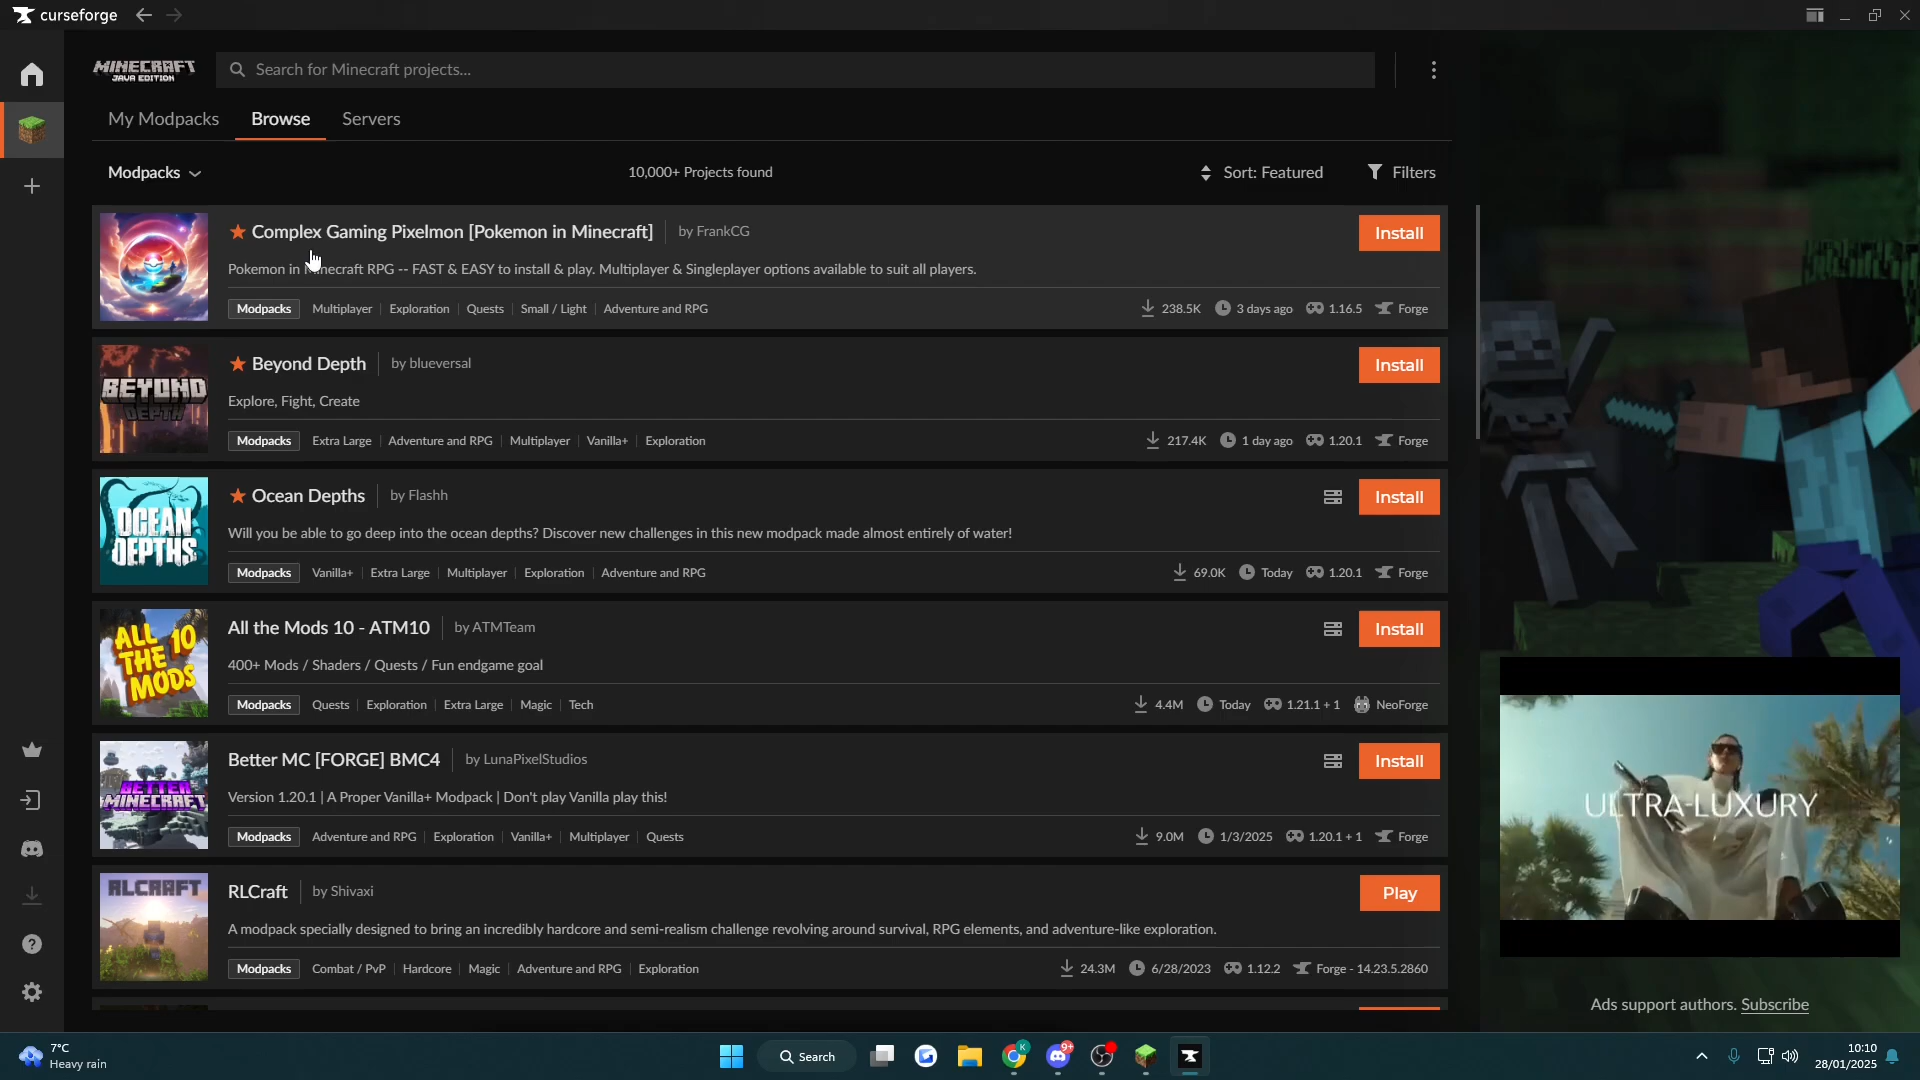 curseforge
MINECRAFT
JAVA EDITION
Search for Minecraft projects...
My Modpacks Browse Servers
Modpacks 10,000+ Projects found Sort: Featured Filters
Complex Gaming Pixelmon [Pokemon in Minecraft] by FrankCG Install
Pokemon in Minecraft RPG -- FAST & EASY to install & play. Multiplayer & Singleplayer options available to suit all players.
Modpacks Multiplayer Exploration Quests Small / Light Adventure and RPG 238.5K 3 days ago 1.16.5 Forge
BEYOND
DEPTH
Beyond Depth by blueversal Install
Explore, Fight, Create
Modpacks Extra Large Adventure and RPG Multiplayer Vanilla+ Exploration 217.4K 1 day ago 1.20.1 Forge
OCEAN
DEPTHS
Ocean Depths by Flashh Install
Will you be able to go deep into the ocean depths? Discover new challenges in this new modpack made almost entirely of water!
Modpacks Vanilla+ Extra Large Multiplayer Exploration Adventure and RPG 69.0K Today 1.20.1 Forge
ALL 10
THE
MODS
All the Mods 10 - ATM10 by ATMTeam Install
400+ Mods / Shaders / Quests / Fun endgame goal
Modpacks Quests Exploration Extra Large Magic Tech 4.4M Today 1.21.1 + 1 NeoForge
BETTER
MINECRAFT
Better MC [FORGE] BMC4 by LunaPixelStudios Install
Version 1.20.1 | A Proper Vanilla+ Modpack | Don't play Vanilla play this!
Modpacks Adventure and RPG Exploration Vanilla+ Multiplayer Quests 9.0M 1/3/2025 1.20.1 + 1 Forge
RLCRAFT
RLCraft by Shivaxi Play
A modpack specially designed to bring an incredibly hardcore and semi-realism challenge revolving around survival, RPG elements, and adventure-like exploration.
Modpacks Combat / PvP Hardcore Magic Adventure and RPG Exploration 24.3M 6/28/2023 1.12.2 Forge - 14.23.5.2860
ULTRA-LUXURY
Ads support authors. Subscribe
7°C
Heavy rain
Search
K
9+
10:10
28/01/2025